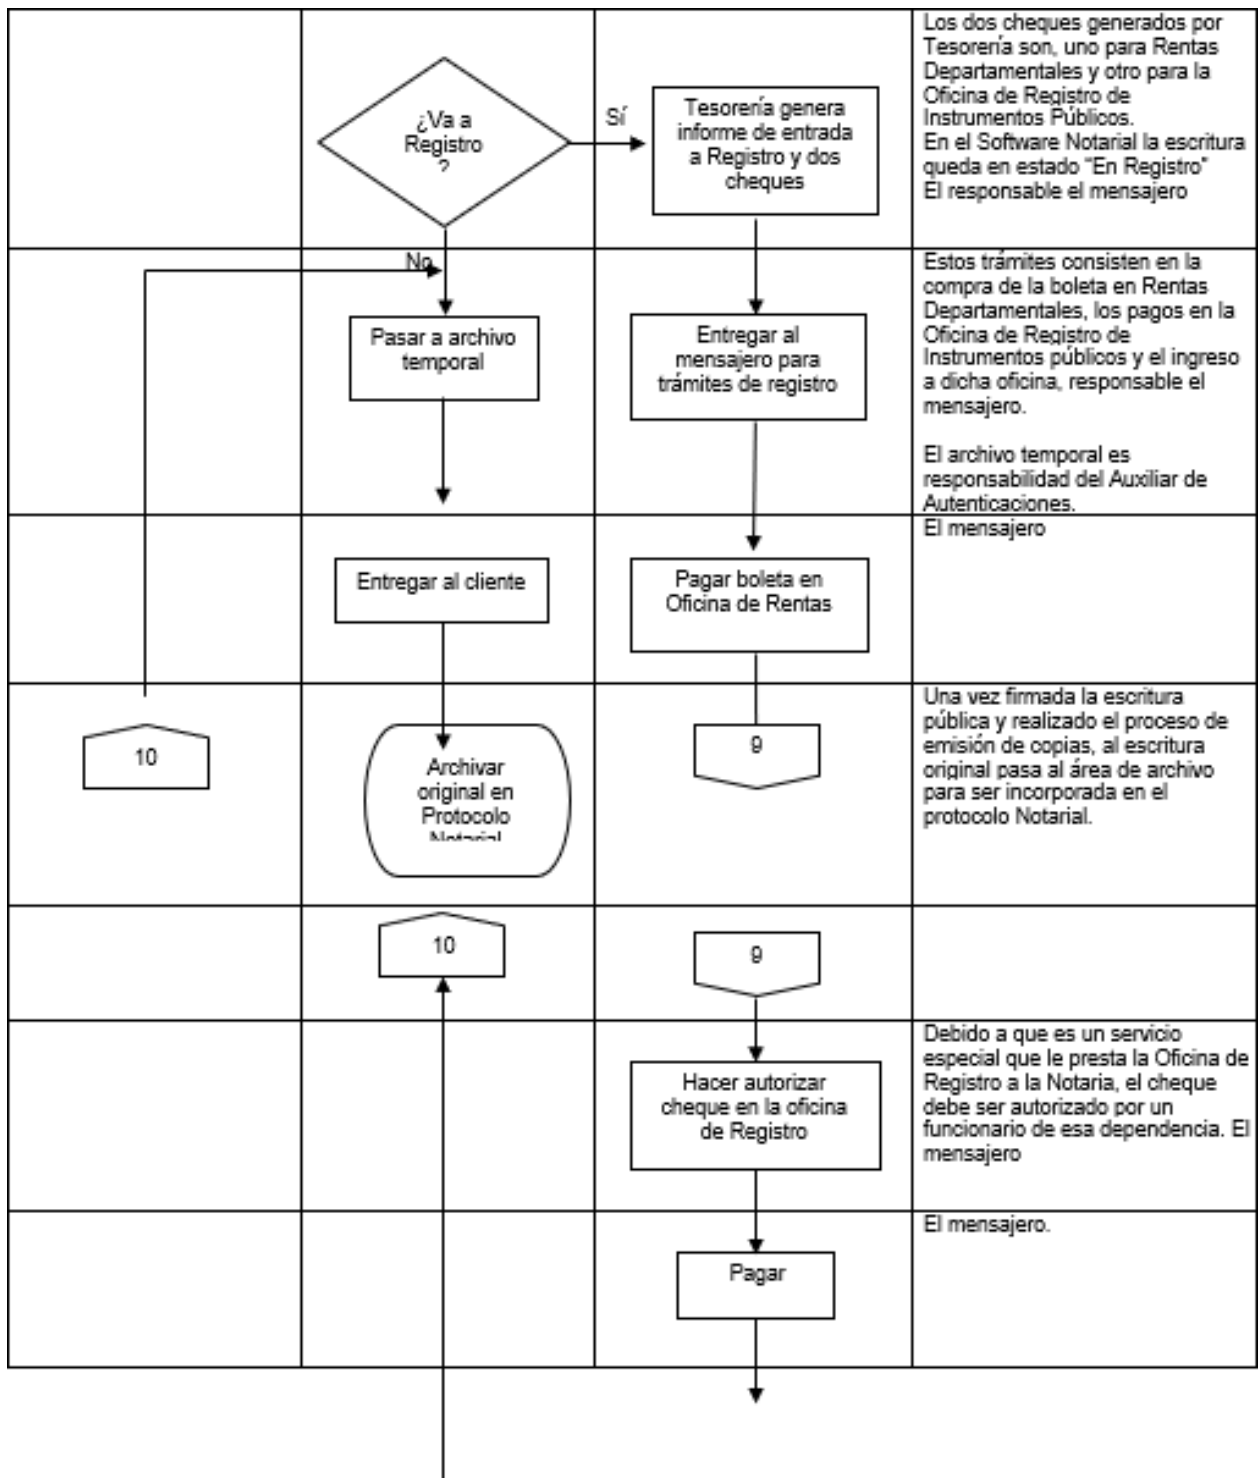 ¿Va a
Registro
?
Sí
Tesorería genera
informe de entrada
a Registro y dos
cheques
Los dos cheques generados por
Tesorería son, uno para Rentas
Departamentales y otro para la
Oficina de Registro de
Instrumentos Públicos.
En el Software Notarial la escritura
queda en estado "En Registro"
El responsable el mensajero
No
Pasar a archivo
temporal
Entregar al
mensajero para
trámites de registro
Estos trámites consisten en la
compra de la boleta en Rentas
Departamentales, los pagos en la
Oficina de Registro de
Instrumentos públicos y el ingreso
a dicha oficina, responsable el
mensajero.
El archivo temporal es
responsabilidad del Auxiliar de
Autenticaciones.
Entregar al cliente
Pagar boleta en
Oficina de Rentas
El mensajero
10
Archivar
original en
Protocolo
Notarial
9
Una vez firmada la escritura
pública y realizado el proceso de
emisión de copias, al escritura
original pasa al área de archivo
para ser incorporada en el
protocolo Notarial.
10
9
Hacer autorizar
cheque en la oficina
de Registro
Debido a que es un servicio
especial que le presta la Oficina de
Registro a la Notaria, el cheque
debe ser autorizado por un
funcionario de esa dependencia. El
mensajero
Pagar
El mensajero.